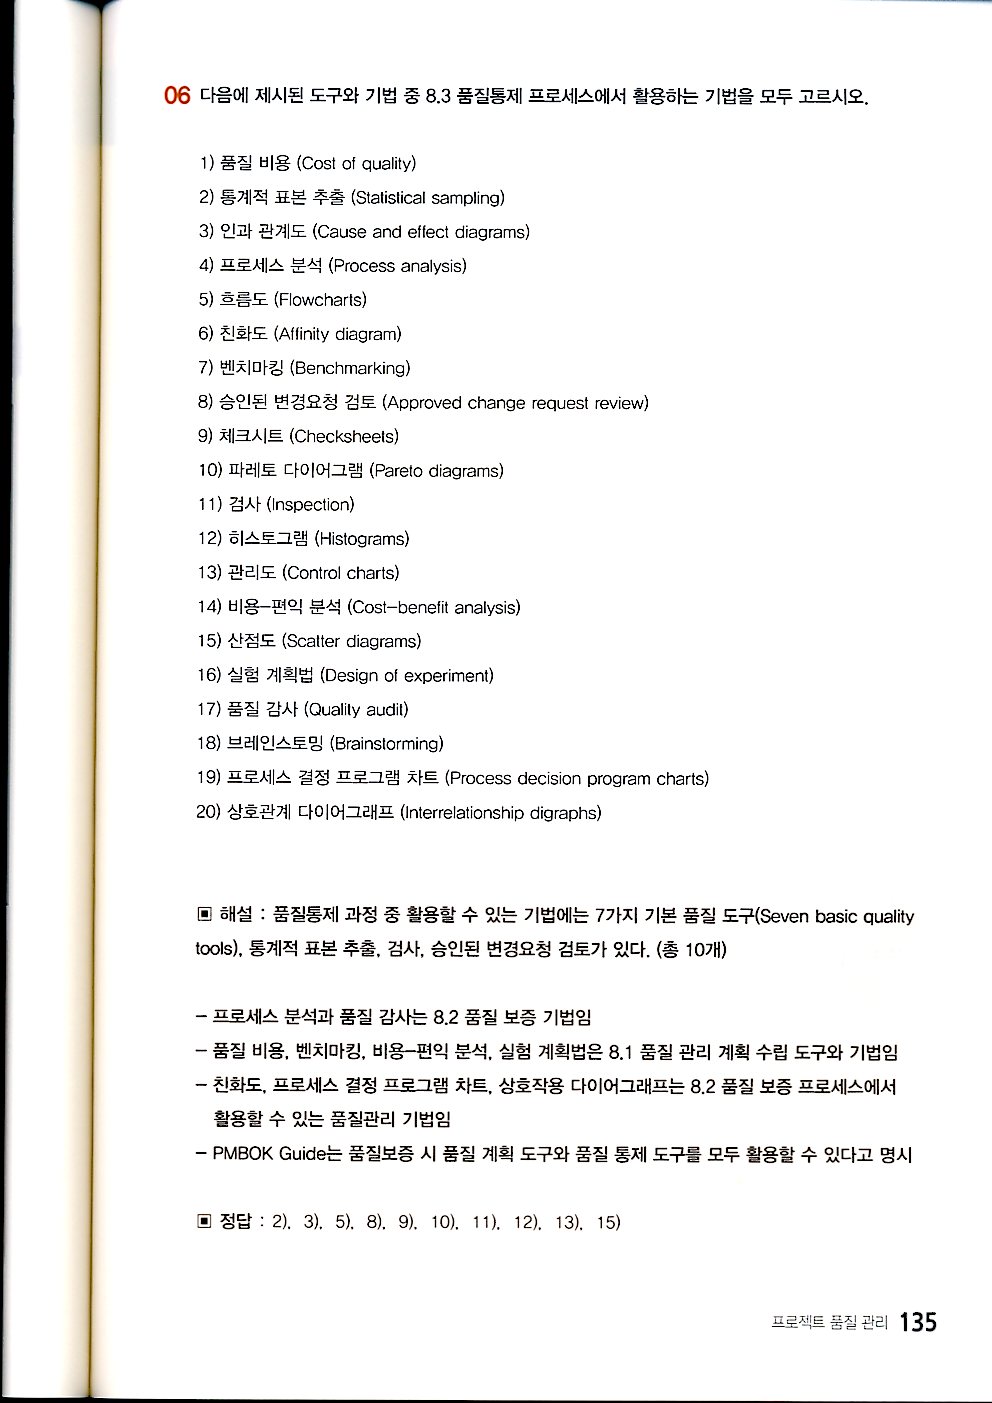 06 다음에 제시된 도구와 기법 중 8.3 품질통제 프로세스에서 활용하는 기법을 모두 고르시오.
1) 품질 비용 (Cost of quality)
2) 통계적 표본 추출 (Statistical sampling)
3) 인과 관계도 (Cause and effect diagrams)
4) 프로세스 분석 (Process analysis)
5) 흐름도 (Flowcharts)
6) 친화도 (Affinity diagram)
7) 벤치마킹 (Benchmarking)
8) 승인된 변경요청 검토 (Approved change request review)
9) 체크시트 (Checksheets)
10) 파레토 다이어그램 (Pareto diagrams)
11) 검사 (Inspection)
12) 히스토그램 (Histograms)
13) 관리도 (Control charts)
14) 비용-편익 분석 (Cost-benefit analysis)
15) 산점도 (Scatter diagrams)
16) 실험 계획법 (Design of experiment)
17) 품질 감사 (Quality audit)
18) 브레인스토밍 (Brainstorming)
19) 프로세스 결정 프로그램 차트 (Process decision program charts)
20) 상호관계 다이어그래프 (Interrelationship digraphs)
▣ 해설 : 품질통제 과정 중 활용할 수 있는 기법에는 7가지 기본 품질 도구(Seven basic quality
tools), 통계적 표본 추출, 검사, 승인된 변경요청 검토가 있다. (총 10개)
- 프로세스 분석과 품질 감사는 8.2 품질 보증 기법임
- 품질 비용, 벤치마킹, 비용-편익 분석, 실험 계획법은 8.1 품질 관리 계획 수립 도구와 기법임
- 친화도, 프로세스 결정 프로그램 차트, 상호작용 다이어그래프는 8.2 품질 보증 프로세스에서
활용할 수 있는 품질관리 기법임
- PMBOK Guide는 품질보증 시 품질 계획 도구와 품질 통제 도구를 모두 활용할 수 있다고 명시
▣ 정답 : 2), 3), 5), 8), 9), 10), 11), 12), 13), 15)
프로젝트 품질 관리 135